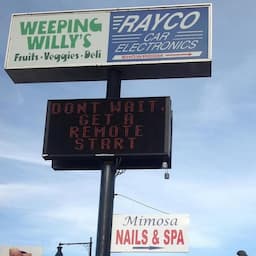 WEEPING
WILLY'S
Fruits · Veggies · Deli
RAYCO
CAR
ELECTRONICS
DONT WAIT,
GET A
REMOTE
START
Mimosa
NAILS & SPA